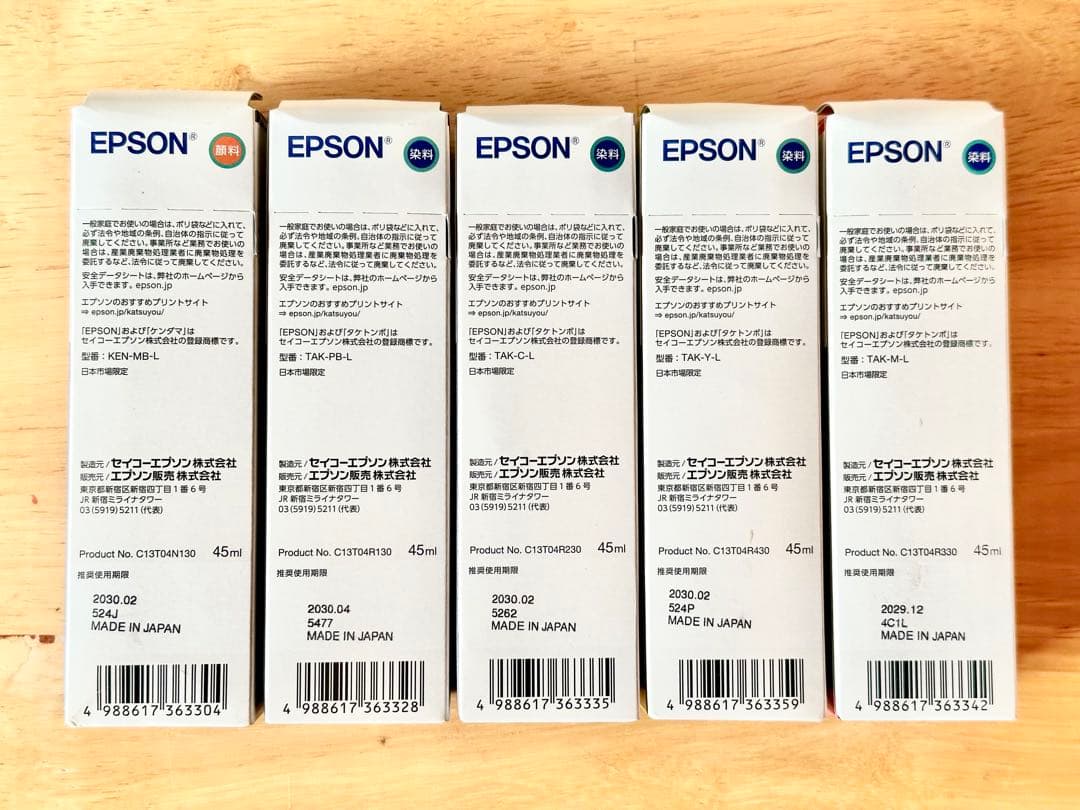 EPSON® 顔料
一般家庭でお使いの場合は、ポリ袋などに入れて、
必ず法令や地域の条例、自治体の指示に従って
廃棄してください。事業所など業務でお使いの
場合は、産業廃棄物処理業者に廃棄物処理を
委託するなど、法令に従って廃棄してください。
安全データシートは、弊社のホームページから
入手できます。epson.jp
エプソンのおすすめプリントサイト
⇒ epson.jp/katsuyou/
「EPSON」および「ケンダマ」は
セイコーエプソン株式会社の登録商標です。
型番：KEN-MB-L
日本市場限定
製造元/セイコーエプソン株式会社
販売元/エプソン販売 株式会社
東京都新宿区新宿四丁目1番6号
JR 新宿ミライナタワー
03(5919)5211(代表)
Product No. C13T04N130 45ml
推奨使用期限
2030.02
524J
MADE IN JAPAN
4 988617 363304
EPSON® 染料
一般家庭でお使いの場合は、ポリ袋などに入れて、
必ず法令や地域の条例、自治体の指示に従って
廃棄してください。事業所など業務でお使いの
場合は、産業廃棄物処理業者に廃棄物処理を
委託するなど、法令に従って廃棄してください。
安全データシートは、弊社のホームページから
入手できます。epson.jp
エプソンのおすすめプリントサイト
⇒ epson.jp/katsuyou/
「EPSON」および「タケトンボ」は
セイコーエプソン株式会社の登録商標です。
型番：TAK-PB-L
日本市場限定
製造元/セイコーエプソン株式会社
販売元/エプソン販売 株式会社
東京都新宿区新宿四丁目1番6号
JR 新宿ミライナタワー
03(5919)5211(代表)
Product No. C13T04R130 45ml
推奨使用期限
2030.04
5477
MADE IN JAPAN
4 988617 363328
EPSON® 染料
一般家庭でお使いの場合は、ポリ袋などに入れて、
必ず法令や地域の条例、自治体の指示に従って
廃棄してください。事業所など業務でお使いの
場合は、産業廃棄物処理業者に廃棄物処理を
委託するなど、法令に従って廃棄してください。
安全データシートは、弊社のホームページから
入手できます。epson.jp
エプソンのおすすめプリントサイト
⇒ epson.jp/katsuyou/
「EPSON」および「タケトンボ」は
セイコーエプソン株式会社の登録商標です。
型番：TAK-C-L
日本市場限定
製造元/セイコーエプソン株式会社
販売元/エプソン販売 株式会社
東京都新宿区新宿四丁目1番6号
JR 新宿ミライナタワー
03(5919)5211(代表)
Product No. C13T04R230 45ml
推奨使用期限
2030.02
5262
MADE IN JAPAN
4 988617 363335
EPSON® 染料
一般家庭でお使いの場合は、ポリ袋などに入れて、
必ず法令や地域の条例、自治体の指示に従って
廃棄してください。事業所など業務でお使いの
場合は、産業廃棄物処理業者に廃棄物処理を
委託するなど、法令に従って廃棄してください。
安全データシートは、弊社のホームページから
入手できます。epson.jp
エプソンのおすすめプリントサイト
⇒ epson.jp/katsuyou/
「EPSON」および「タケトンボ」は
セイコーエプソン株式会社の登録商標です。
型番：TAK-Y-L
日本市場限定
製造元/セイコーエプソン株式会社
販売元/エプソン販売 株式会社
東京都新宿区新宿四丁目1番6号
JR 新宿ミライナタワー
03(5919)5211(代表)
Product No. C13T04R430 45ml
推奨使用期限
2030.02
524P
MADE IN JAPAN
4 988617 363359
EPSON® 染料
一般家庭でお使いの場合は、ポリ袋などに入れて、
必ず法令や地域の条例、自治体の指示に従って
廃棄してください。事業所など業務でお使いの
場合は、産業廃棄物処理業者に廃棄物処理を
委託するなど、法令に従って廃棄してください。
安全データシートは、弊社のホームページから
入手できます。epson.jp
エプソンのおすすめプリントサイト
⇒ epson.jp/katsuyou/
「EPSON」および「タケトンボ」は
セイコーエプソン株式会社の登録商標です。
型番：TAK-M-L
日本市場限定
製造元/セイコーエプソン株式会社
販売元/エプソン販売 株式会社
東京都新宿区新宿四丁目1番6号
JR 新宿ミライナタワー
03(5919)5211(代表)
Product No. C13T04R330 45ml
推奨使用期限
2029.12
4C1L
MADE IN JAPAN
4 988617 363342